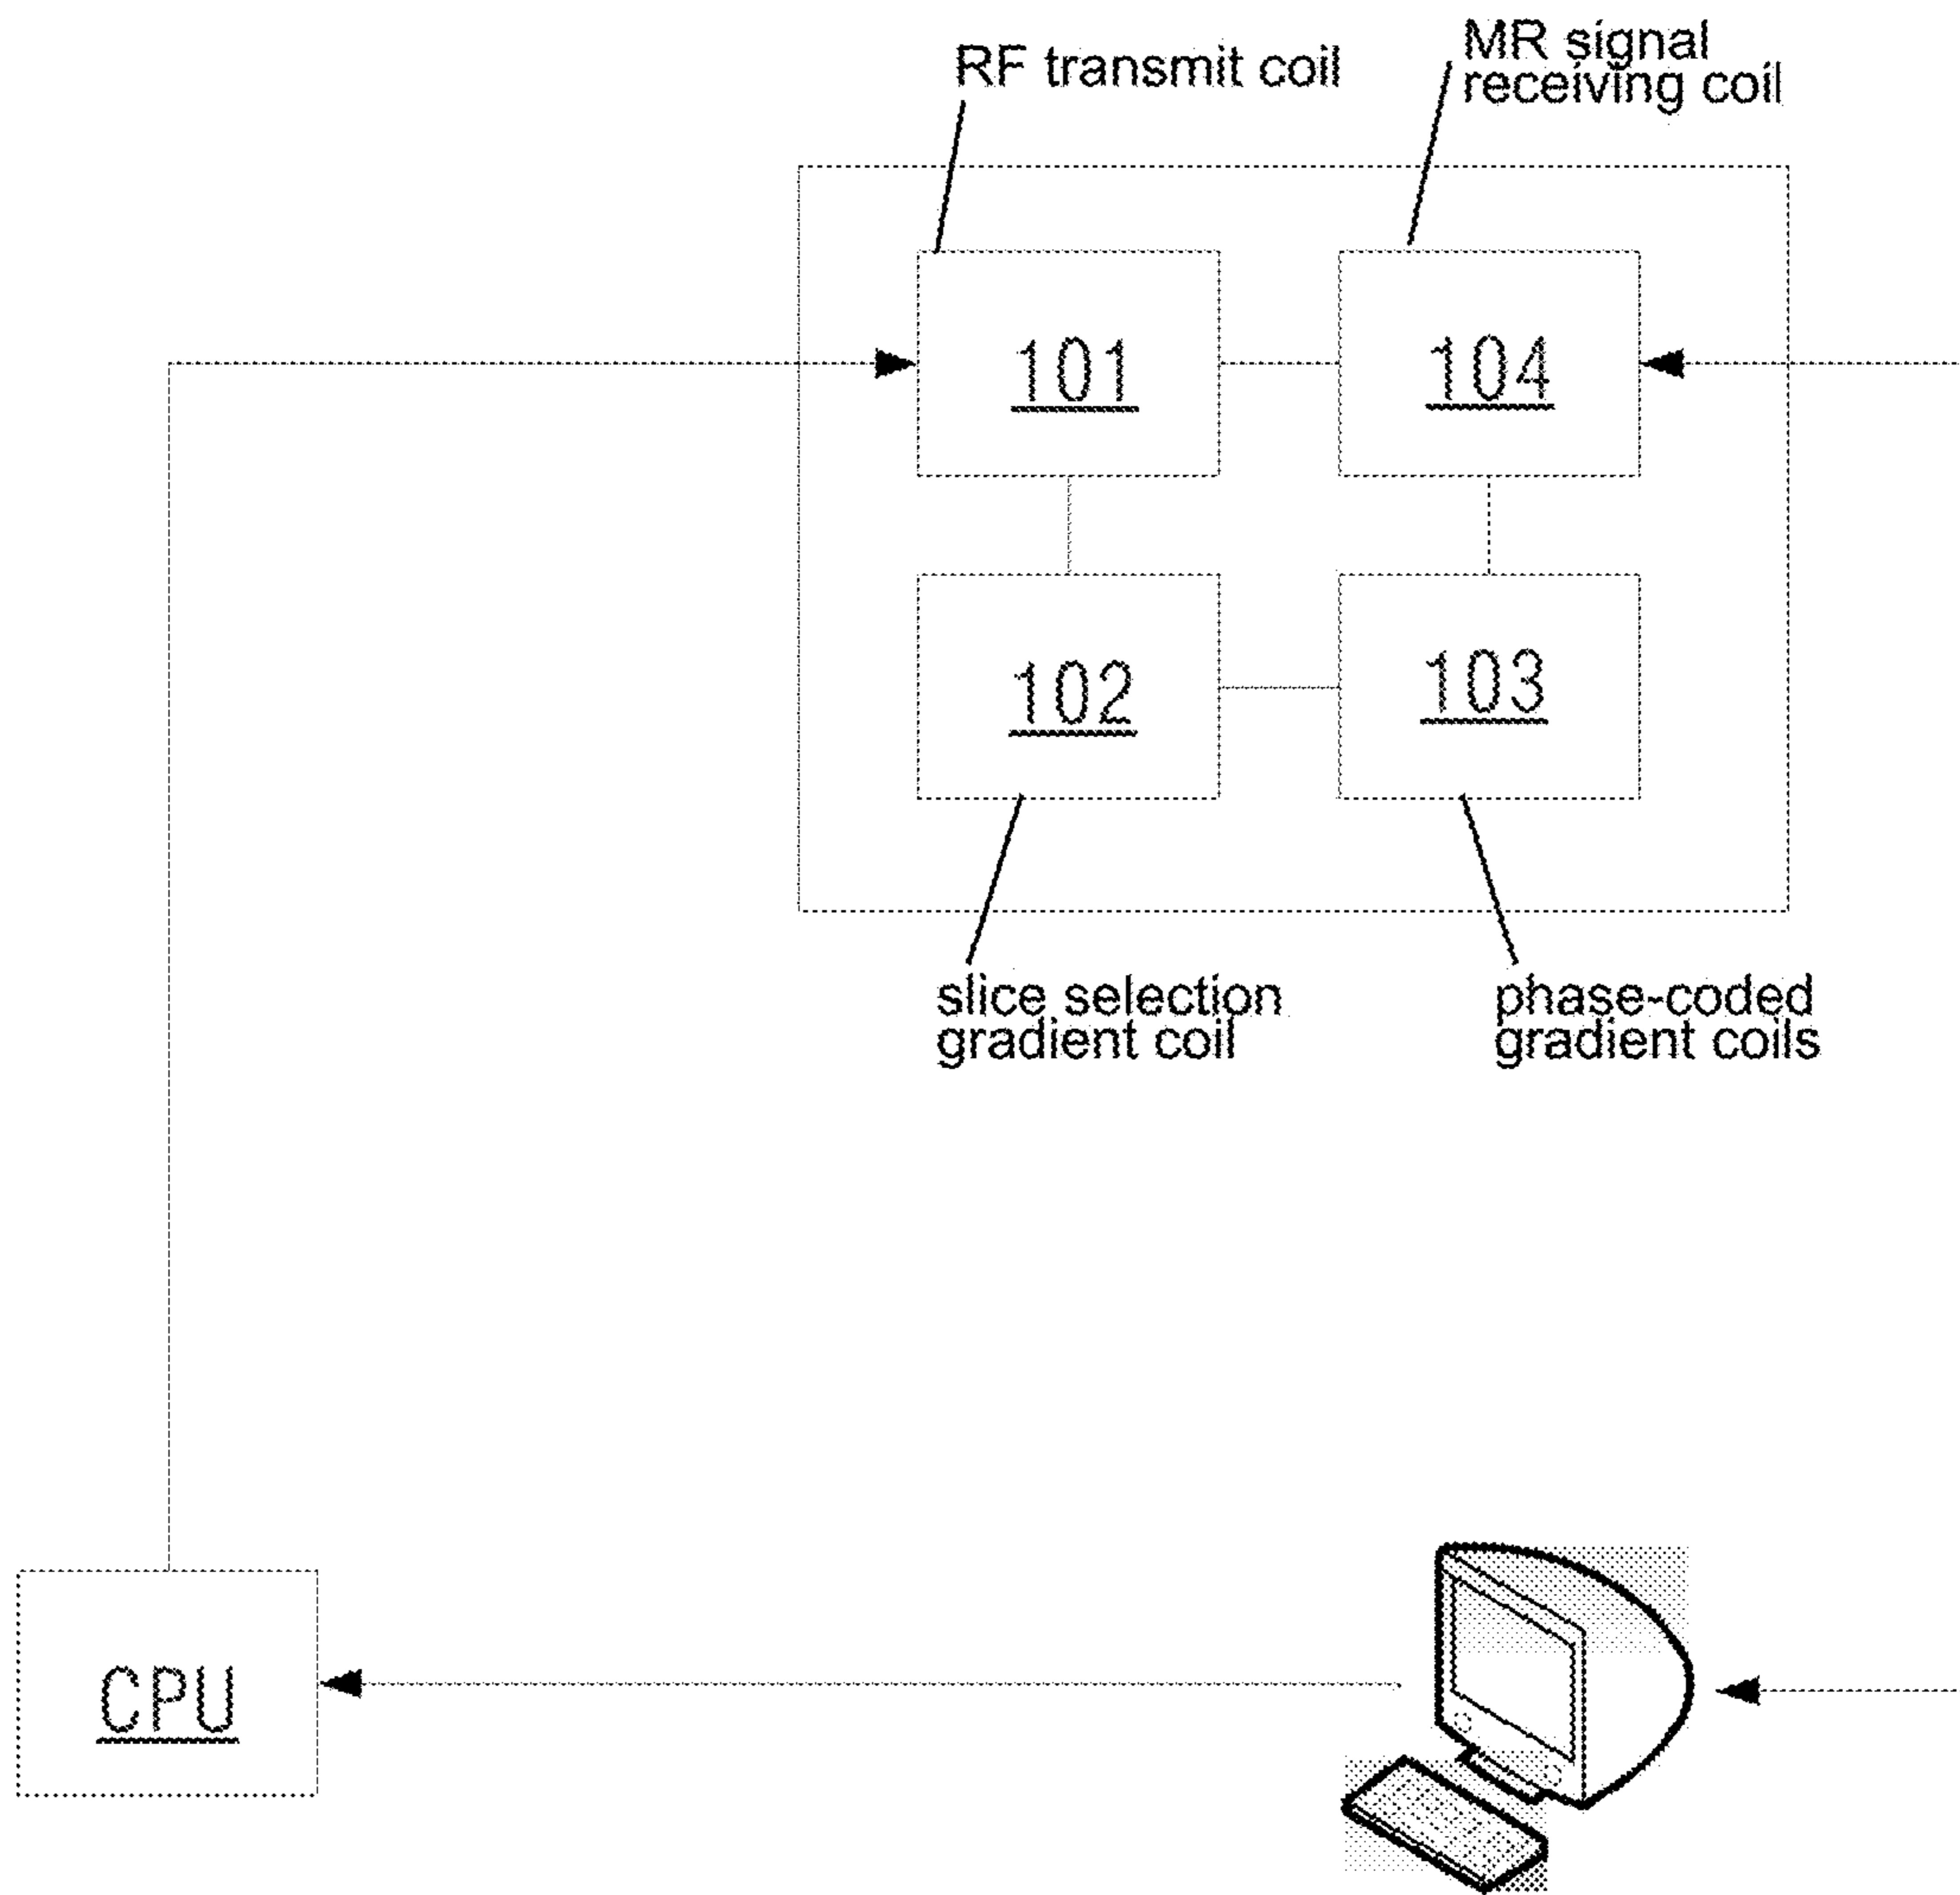 RF transmit coil
MR signal
receiving coil
101
104
102
103
slice selection
gradient coil
phase-coded
gradient coils
CPU